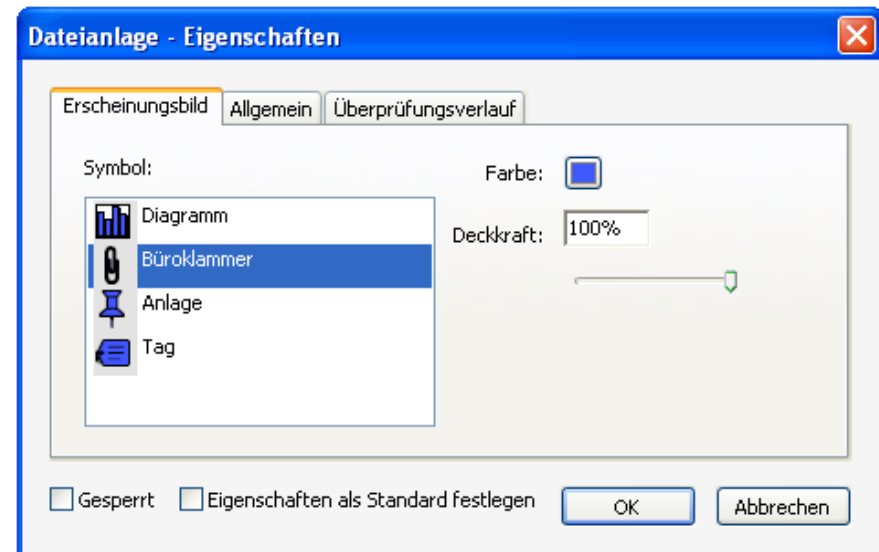 Dateianlage - Eigenschaften
Erscheinungsbild Allgemein Überprüfungsverlauf
Symbol:
Farbe:
Diagramm
Deckkraft: 100%
Büroklammer
Anlage
Tag
Gesperrt Eigenschaften als Standard festlegen OK Abbrechen